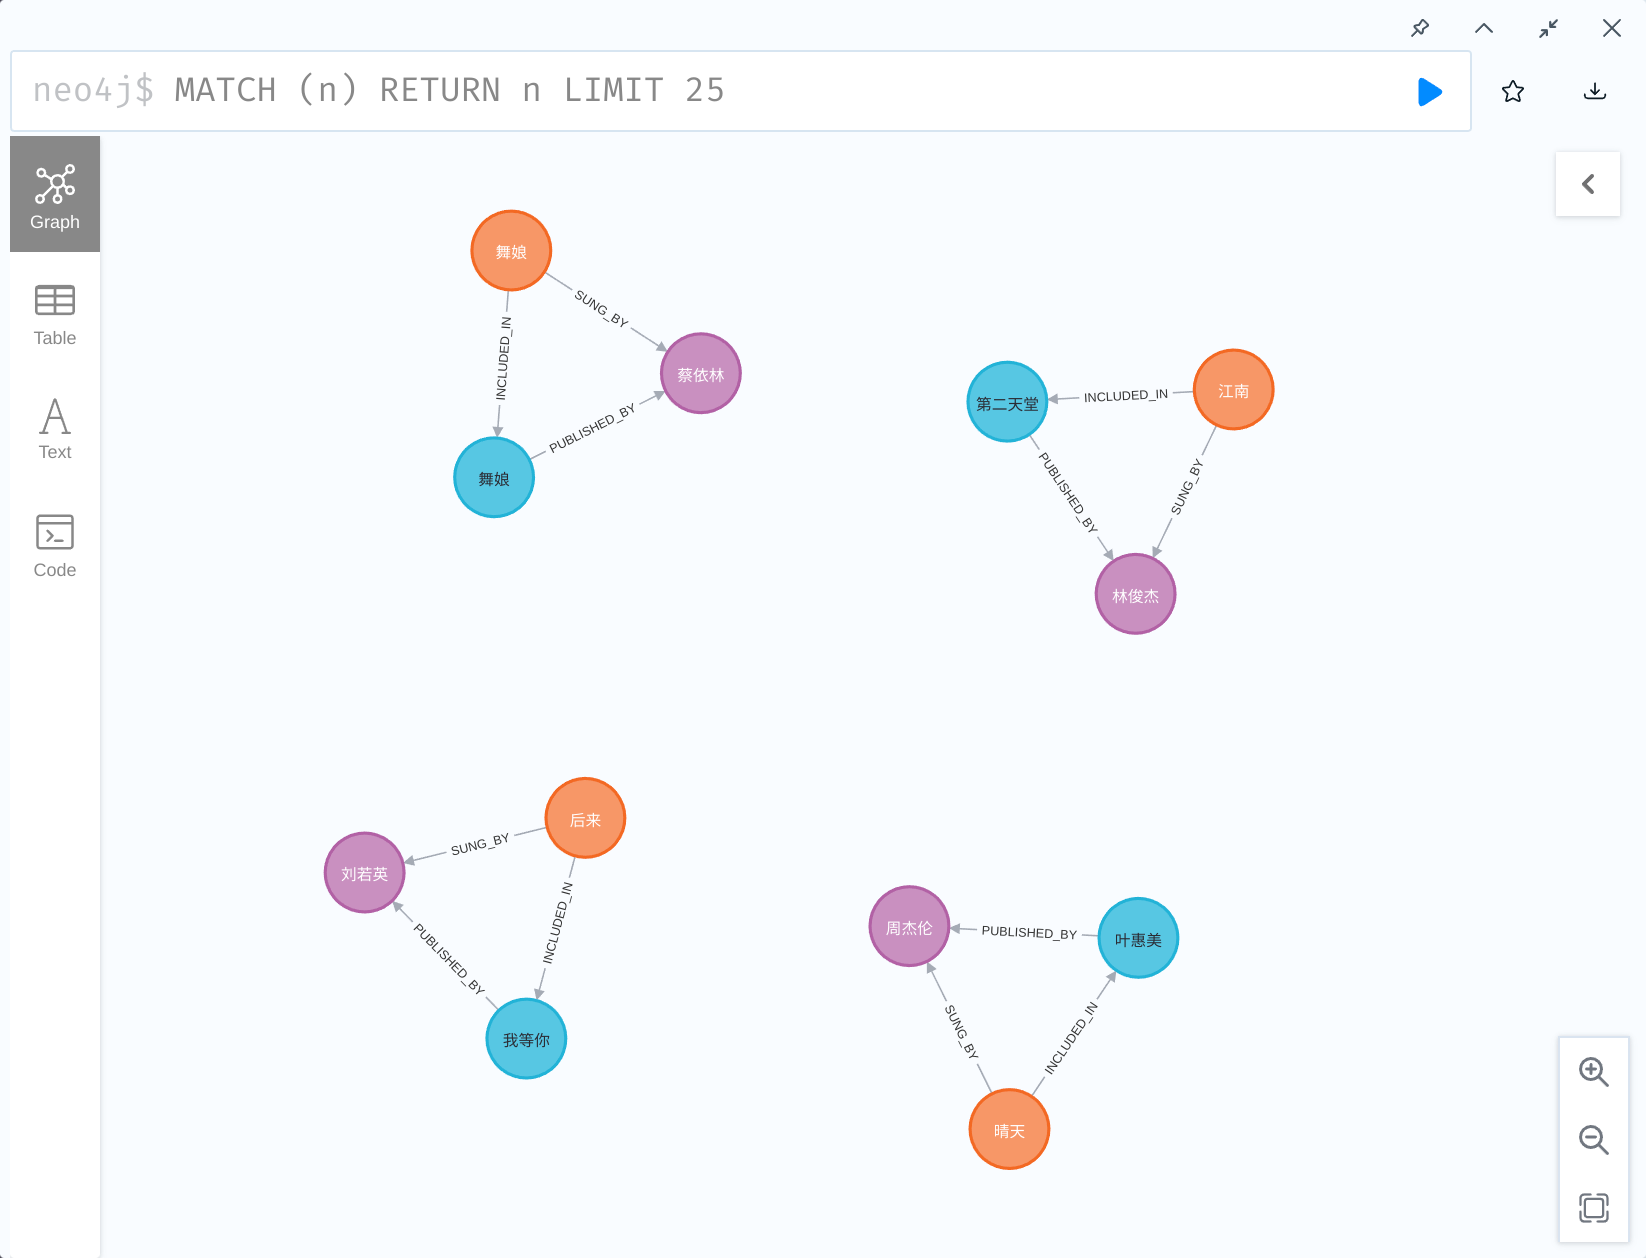 neo4j$ MATCH (n) RETURN n LIMIT 25
Graph
Table
Text
Code
舞娘
SUNG_BY
INCLUDED_IN
蔡依林
PUBLISHED_BY
舞娘
第二天堂
INCLUDED_IN
江南
PUBLISHED_BY
SUNG_BY
林俊杰
后来
SUNG_BY
刘若英
INCLUDED_IN
PUBLISHED_BY
我等你
周杰伦
PUBLISHED_BY
叶惠美
SUNG_BY
INCLUDED_IN
晴天